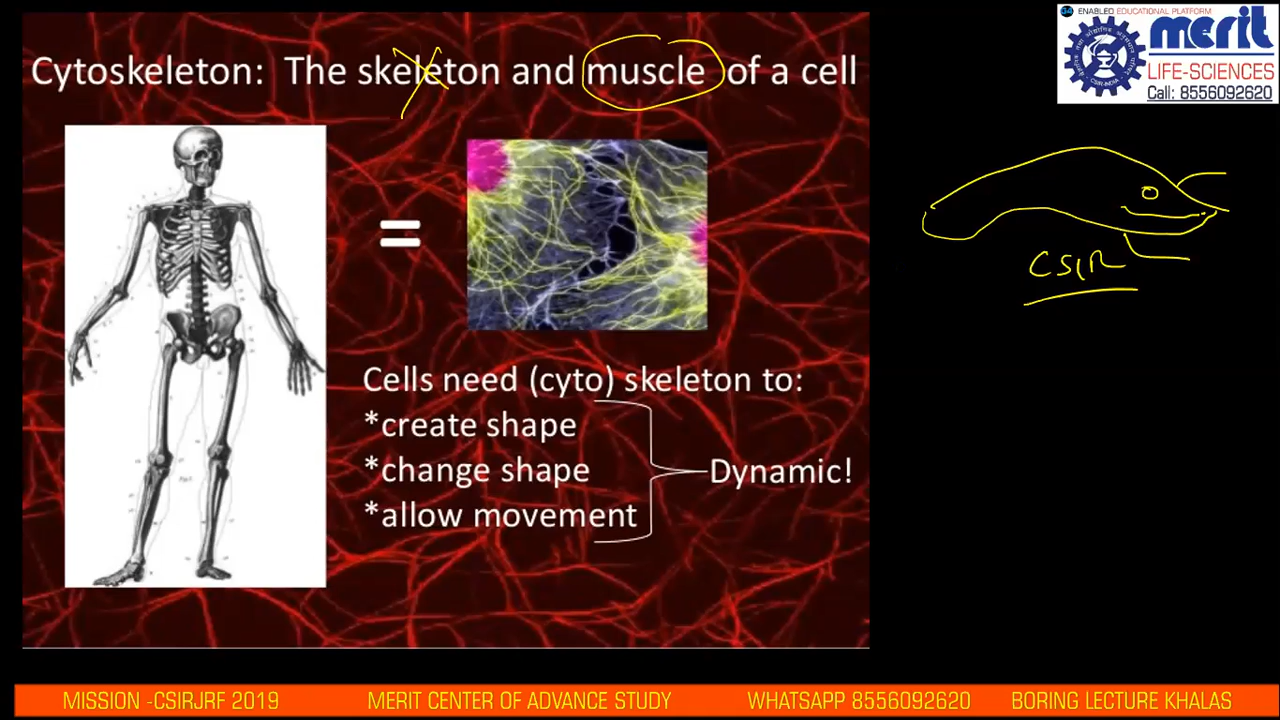 ENABLED EDUCATIONAL PLATFORM
merit
LIFE-SCIENCES
Call: 8556092620
CSIR-INDIA
Cytoskeleton: The skeleton and muscle of a cell
=
CSIR
Cells need (cyto) skeleton to:
*create shape
*change shape
*allow movement
Dynamic!
MISSION -CSIRJRF 2019 MERIT CENTER OF ADVANCE STUDY WHATSAPP 8556092620 BORING LECTURE KHALAS